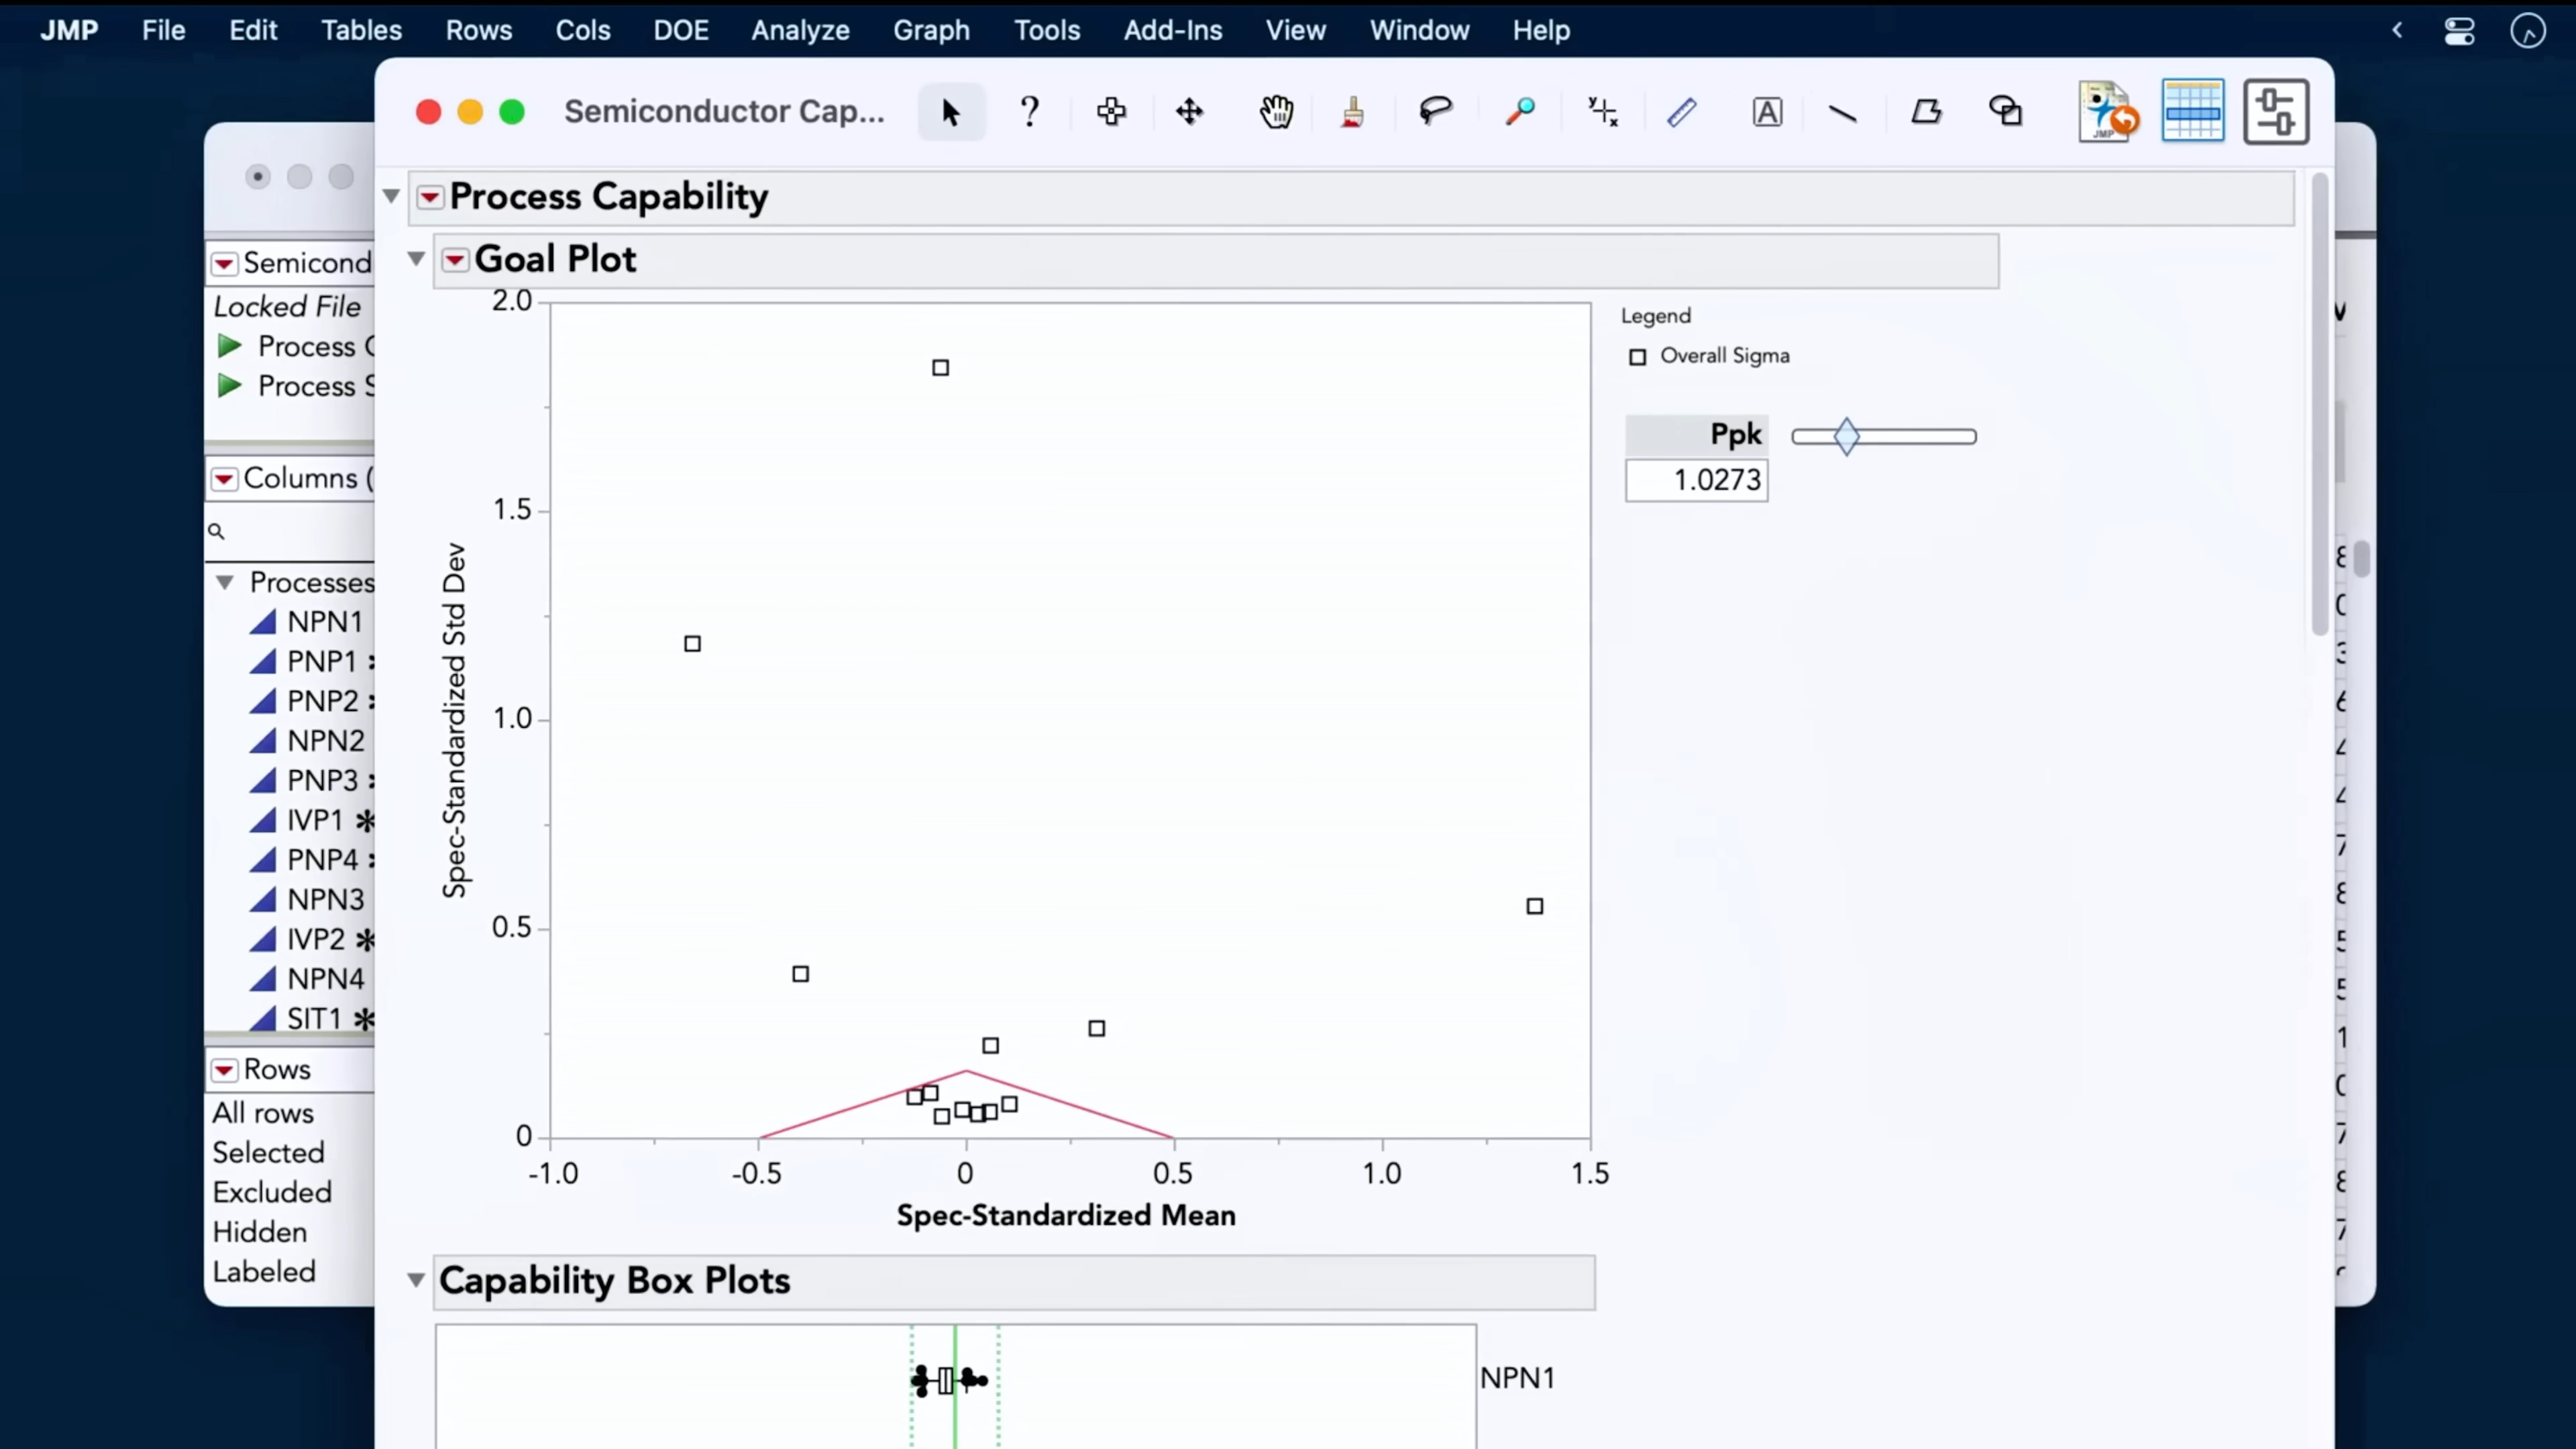 JMP File Edit Tables Rows Cols DOE Analyze Graph Tools Add-Ins View Window Help
Semiconductor Cap...
Process Capability
Goal Plot
Semicond
Locked File
Process
Process
Columns (
Processes
NPN1
PNP1
PNP2
NPN2
PNP3
IVP1 *
PNP4
NPN3
IVP2 *
NPN4
SIT1 *
Rows
All rows
Selected
Excluded
Hidden
Labeled
2.0
1.5
1.0
0.5
0
Spec-Standardized Std Dev
-1.0 -0.5 0 0.5 1.0 1.5
Spec-Standardized Mean
Legend
Overall Sigma
Ppk
1.0273
Capability Box Plots
NPN1